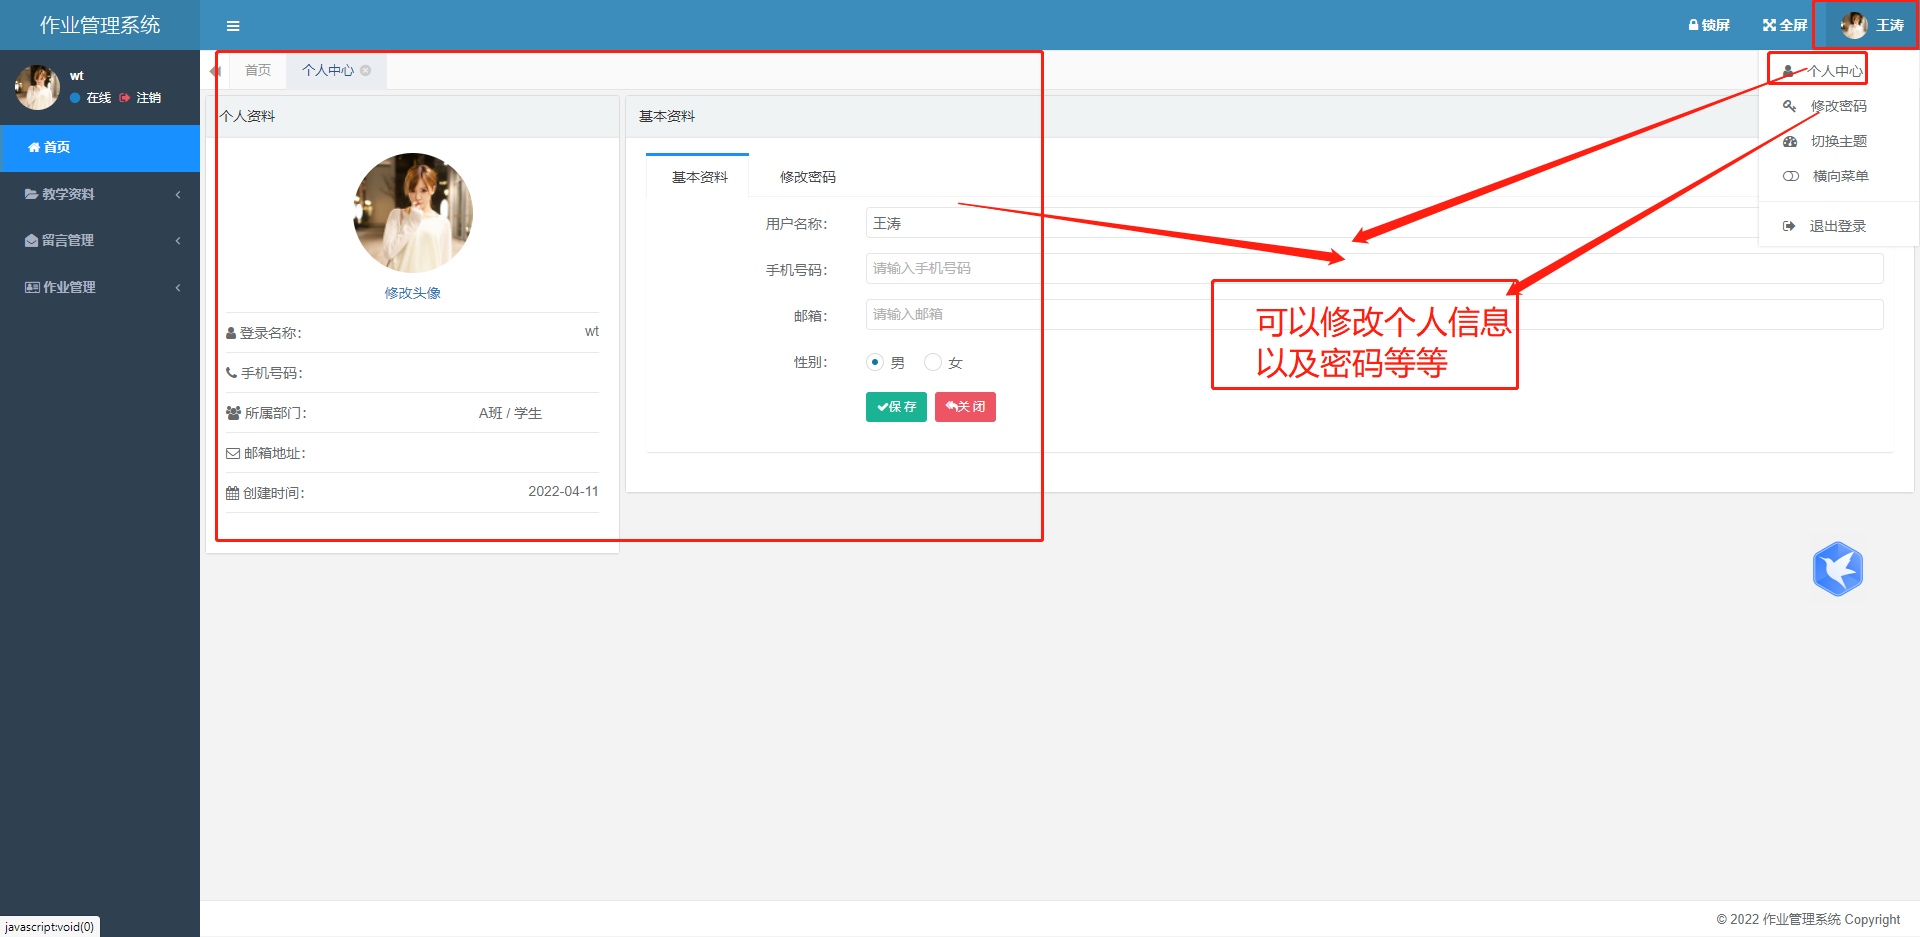 作业管理系统
锁屏
全屏
王涛
wt
在线
注销
首页
教学资料
留言管理
作业管理
首页
个人中心
个人资料
修改头像
登录名称：
wt
手机号码：
所属部门：
A班 / 学生
邮箱地址：
创建时间：
2022-04-11
基本资料
基本资料
修改密码
用户名称：
王涛
手机号码：
请输入手机号码
邮箱：
请输入邮箱
性别：
男
女
保 存
关 闭
个人中心
修改密码
切换主题
横向菜单
退出登录
可以修改个人信息
以及密码等等
© 2022 作业管理系统 Copyright
javascript:void(0)